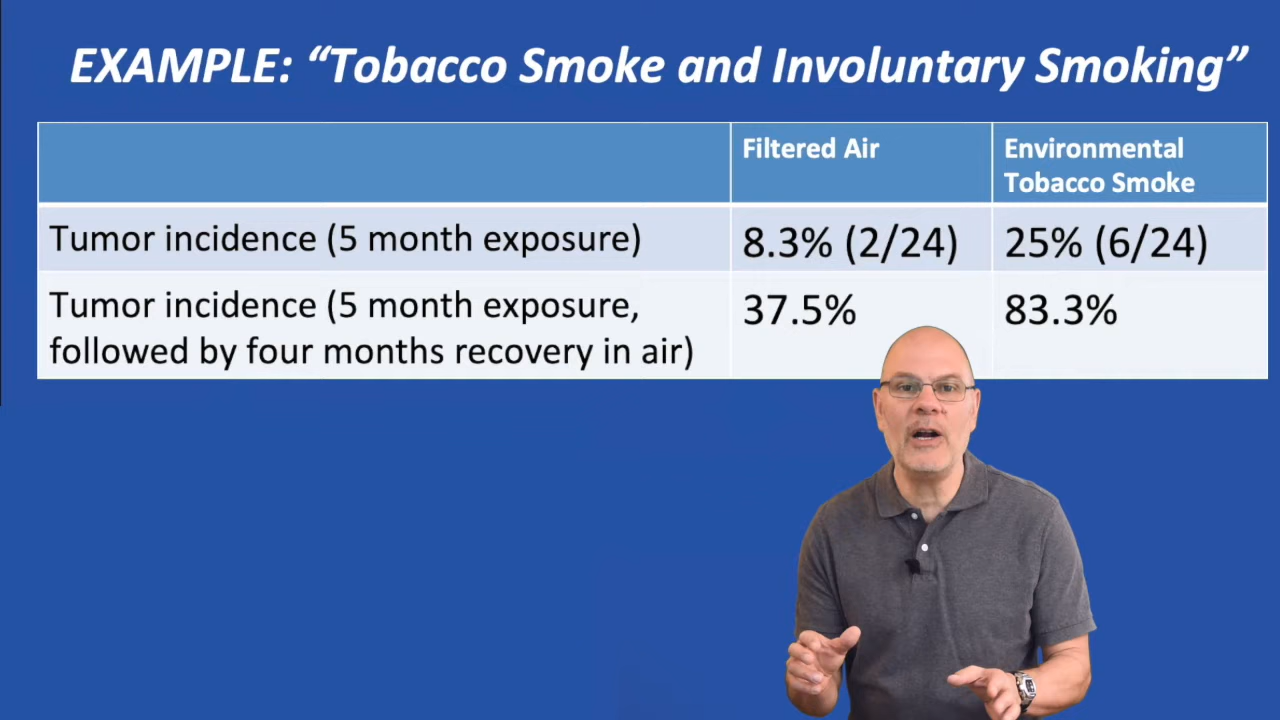 EXAMPLE: “Tobacco Smoke and Involuntary Smoking”
Filtered Air
Environmental
Tobacco Smoke
Tumor incidence (5 month exposure)
8.3% (2/24)
25% (6/24)
Tumor incidence (5 month exposure,
followed by four months recovery in air)
37.5%
83.3%